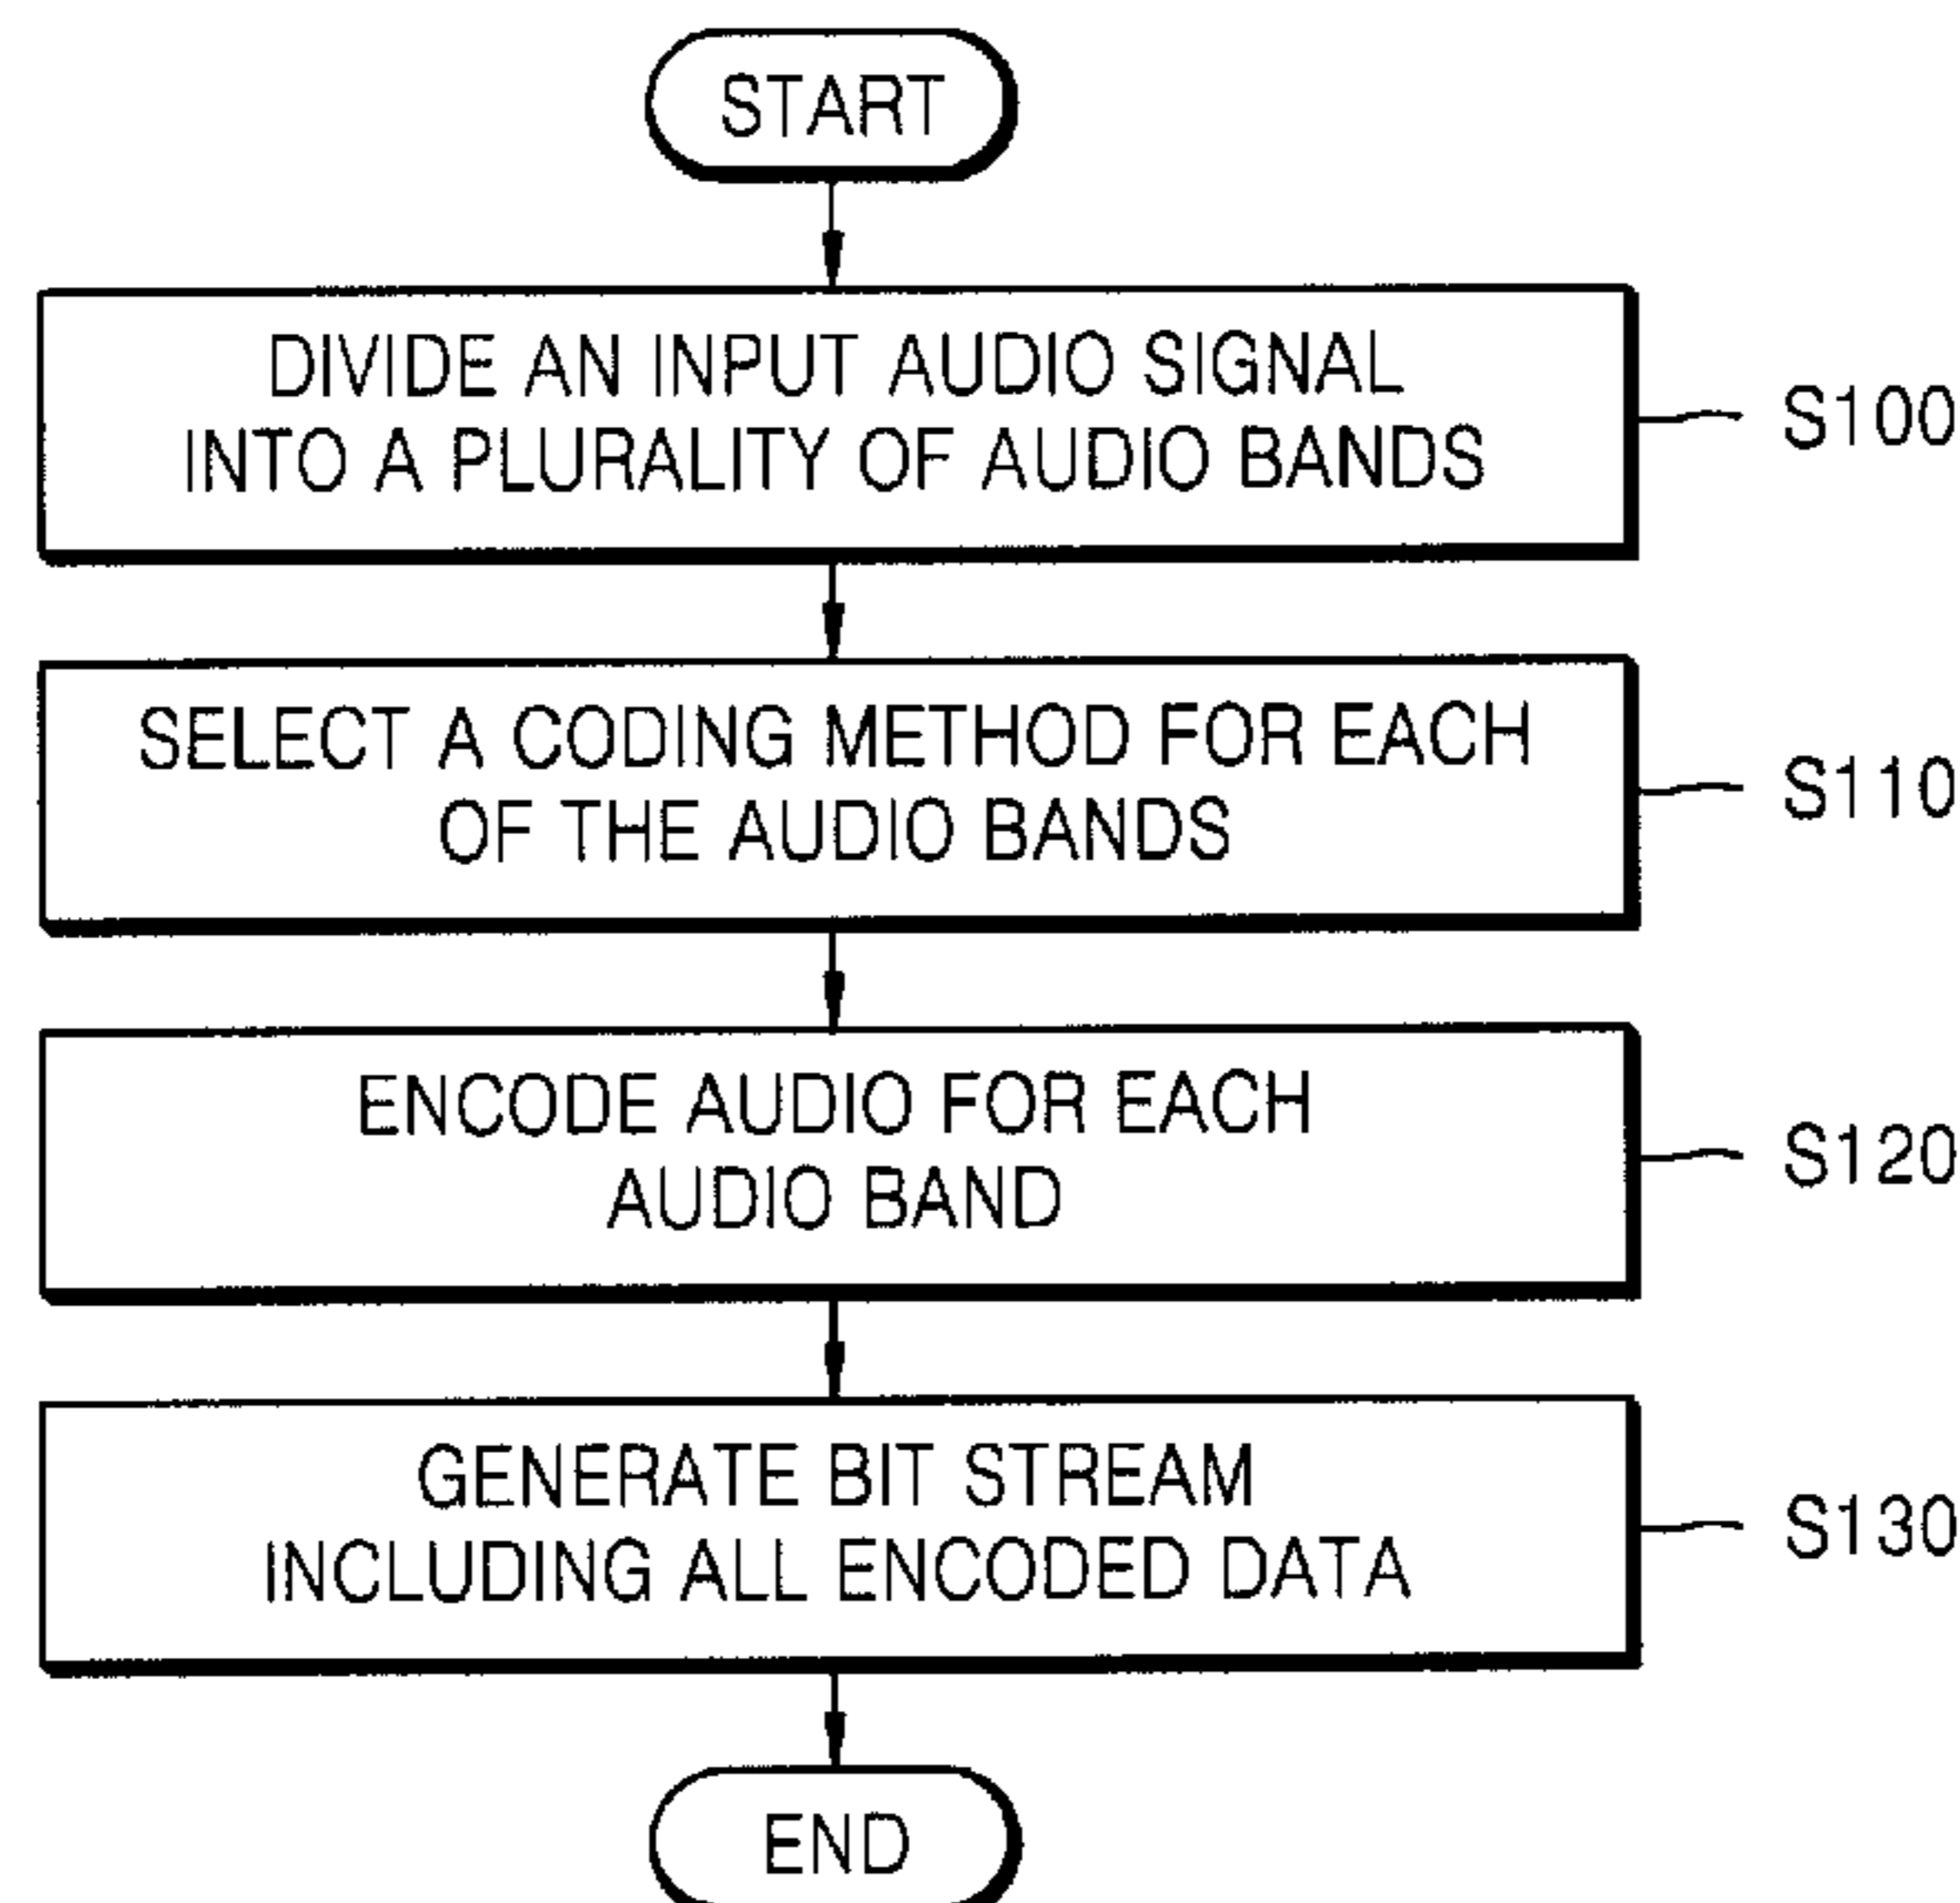 START
DIVIDE AN INPUT AUDIO SIGNAL
INTO A PLURALITY OF AUDIO BANDS
S100
SELECT A CODING METHOD FOR EACH
OF THE AUDIO BANDS
S110
ENCODE AUDIO FOR EACH
AUDIO BAND
S120
GENERATE BIT STREAM
INCLUDING ALL ENCODED DATA
S130
END